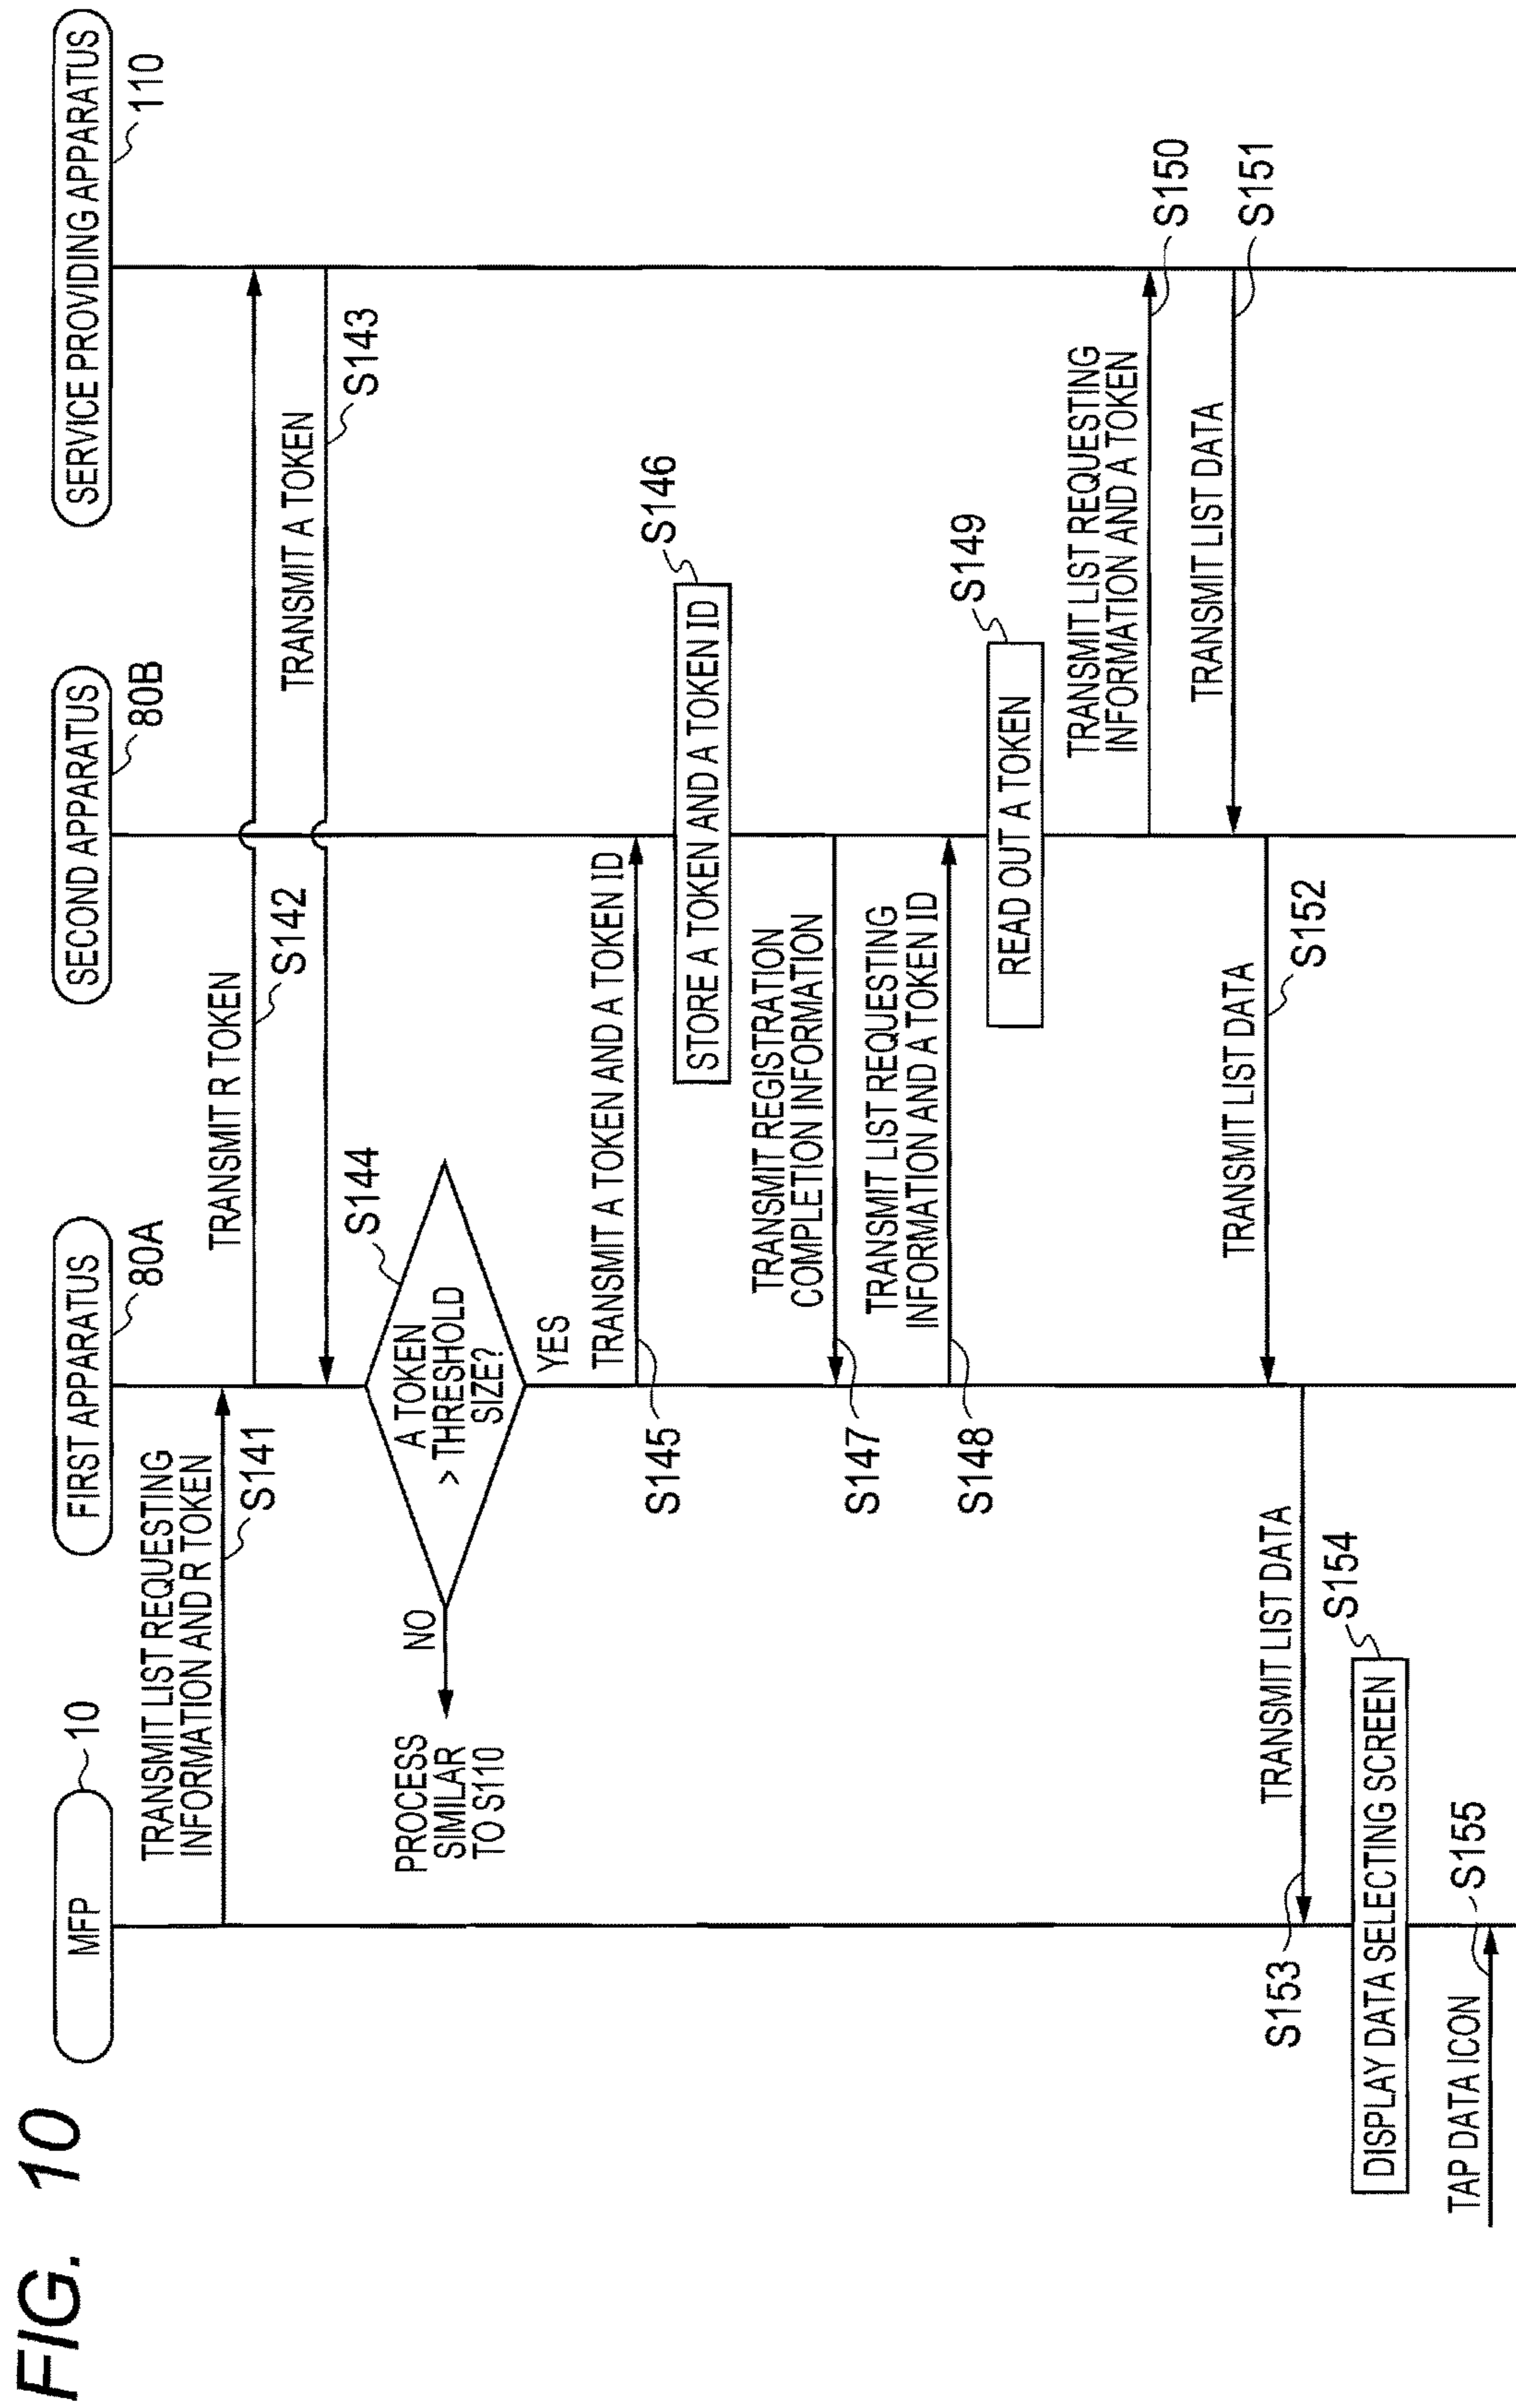 FIG. 10
MFP
10
FIRST APPARATUS
80A
SECOND APPARATUS
80B
SERVICE PROVIDING APPARATUS
110
TRANSMIT LIST REQUESTING
INFORMATION AND R TOKEN
S141
TRANSMIT R TOKEN
S142
TRANSMIT A TOKEN
S143
A TOKEN
> THRESHOLD
SIZE?
S144
NO
PROCESS
SIMILAR
TO S110
YES
TRANSMIT A TOKEN AND A TOKEN ID
S145
STORE A TOKEN AND A TOKEN ID
S146
TRANSMIT REGISTRATION
COMPLETION INFORMATION
S147
TRANSMIT LIST REQUESTING
INFORMATION AND A TOKEN ID
S148
READ OUT A TOKEN
S149
TRANSMIT LIST REQUESTING
INFORMATION AND A TOKEN
S150
TRANSMIT LIST DATA
S151
TRANSMIT LIST DATA
S152
TRANSMIT LIST DATA
S153
DISPLAY DATA SELECTING SCREEN
S154
TAP DATA ICON
S155